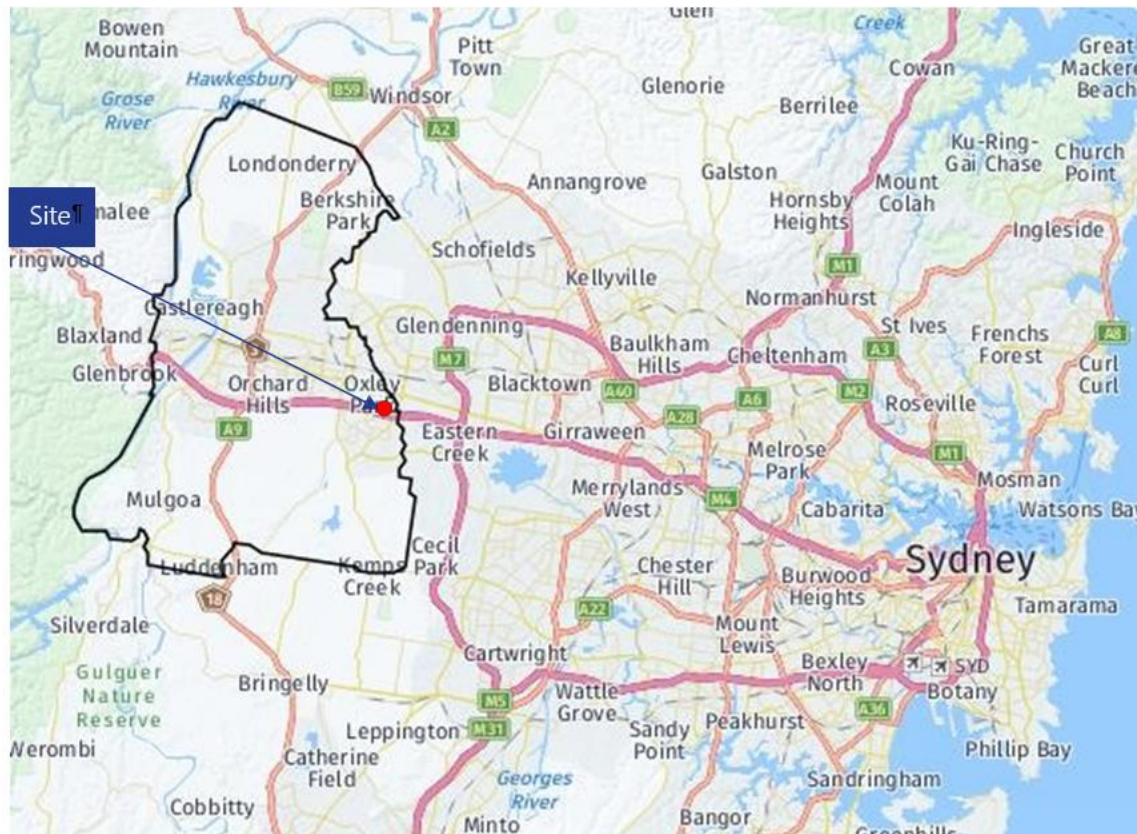 Glen
Creek
Bowen
Mountain
Pitt
Town
Great
Mackere
Beach
Cowan
Hawkesbury
River
Glenorie
B59
Windsor
Berrilee
Grose
River
A2
Ku-Ring-
Gai Chase
Church
Point
Londonderry
Galston
Annangrove
Mount
Colah
Site¶
malee
Berkshire
Park
Hornsby
Heights
Ingleside
ringwood
Schofields
Kellyville
M1
Castlereagh
Normanhurst
Blaxland
Glendenning
St Ives
Frenchs
Forest
A8
Baulkham
Hills
Cheltenham
A3
Glenbrook
M7
Curl
Curl
Orchard
Hills
Oxley
Blacktown
A40
A6
M2
Roseville
A28
A9
Eastern
Creek
Girraween
Melrose
Park
M1
Mosman
Mulgoa
Merrylands
West
M4
Cabarita
Watsons Bay
Cecil
Park
Sydney
Luddenham
Kemps
Creek
Chester
Hill
Burwood
Heights
18
A22
Tamarama
Silverdale
Mount
Lewis
Cartwright
Bexley
North
SYD
Gulguer
Nature
Reserve
Bringelly
M5
Wattle
Grove
Botany
A36
Leppington
M31
Sandy
Point
Peakhurst
Werombi
Catherine
Field
Phillip Bay
Georges
River
Sandringham
Cobbitty
Minto
Bangor
Greenhills